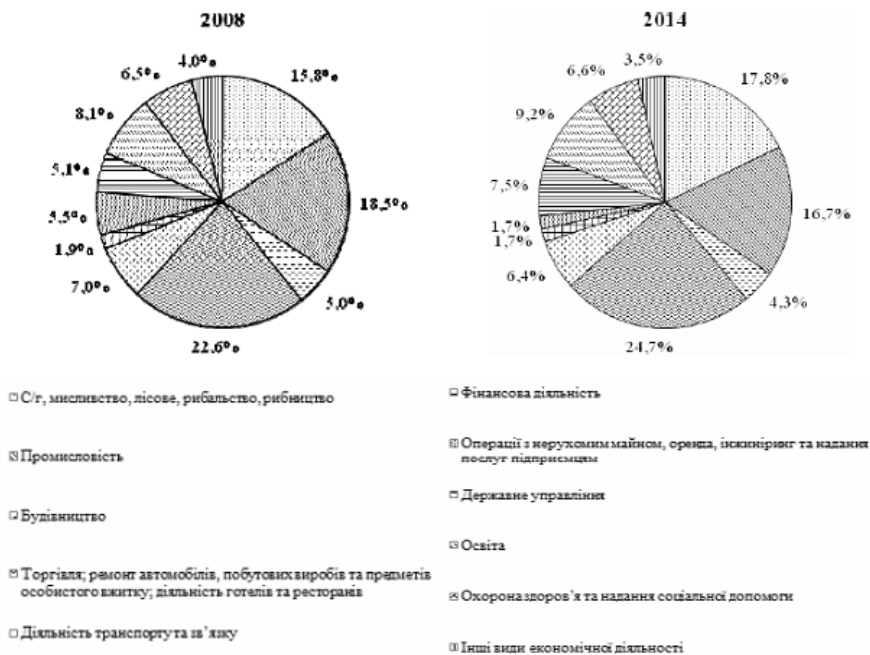 2008
2014
4,0%
6,5%
15,8%
8,1%
5,1%
18,5%
5,5%
1,9%
7,0%
5,0%
22,6%
3,5%
6,6%
17,8%
9,2%
7,5%
16,7%
1,7%
1,7%
6,4%
4,3%
24,7%
С/г, мисливство, лісове, рибальство, рибництво
Промисловість
Будівництво
Торгівля; ремонт автомобілів, побутових виробів та предметів
особистого вжитку; діяльність готелів та ресторанів
Діяльність транспорту та зв’язку
Фінансова діяльність
Операції з нерухомим майном, оренда, інжиніринг та надання
послуг підприємцям
Державне управління
Освіта
Охорона здоров’я та надання соціальної допомоги
Інші види економічної діяльності